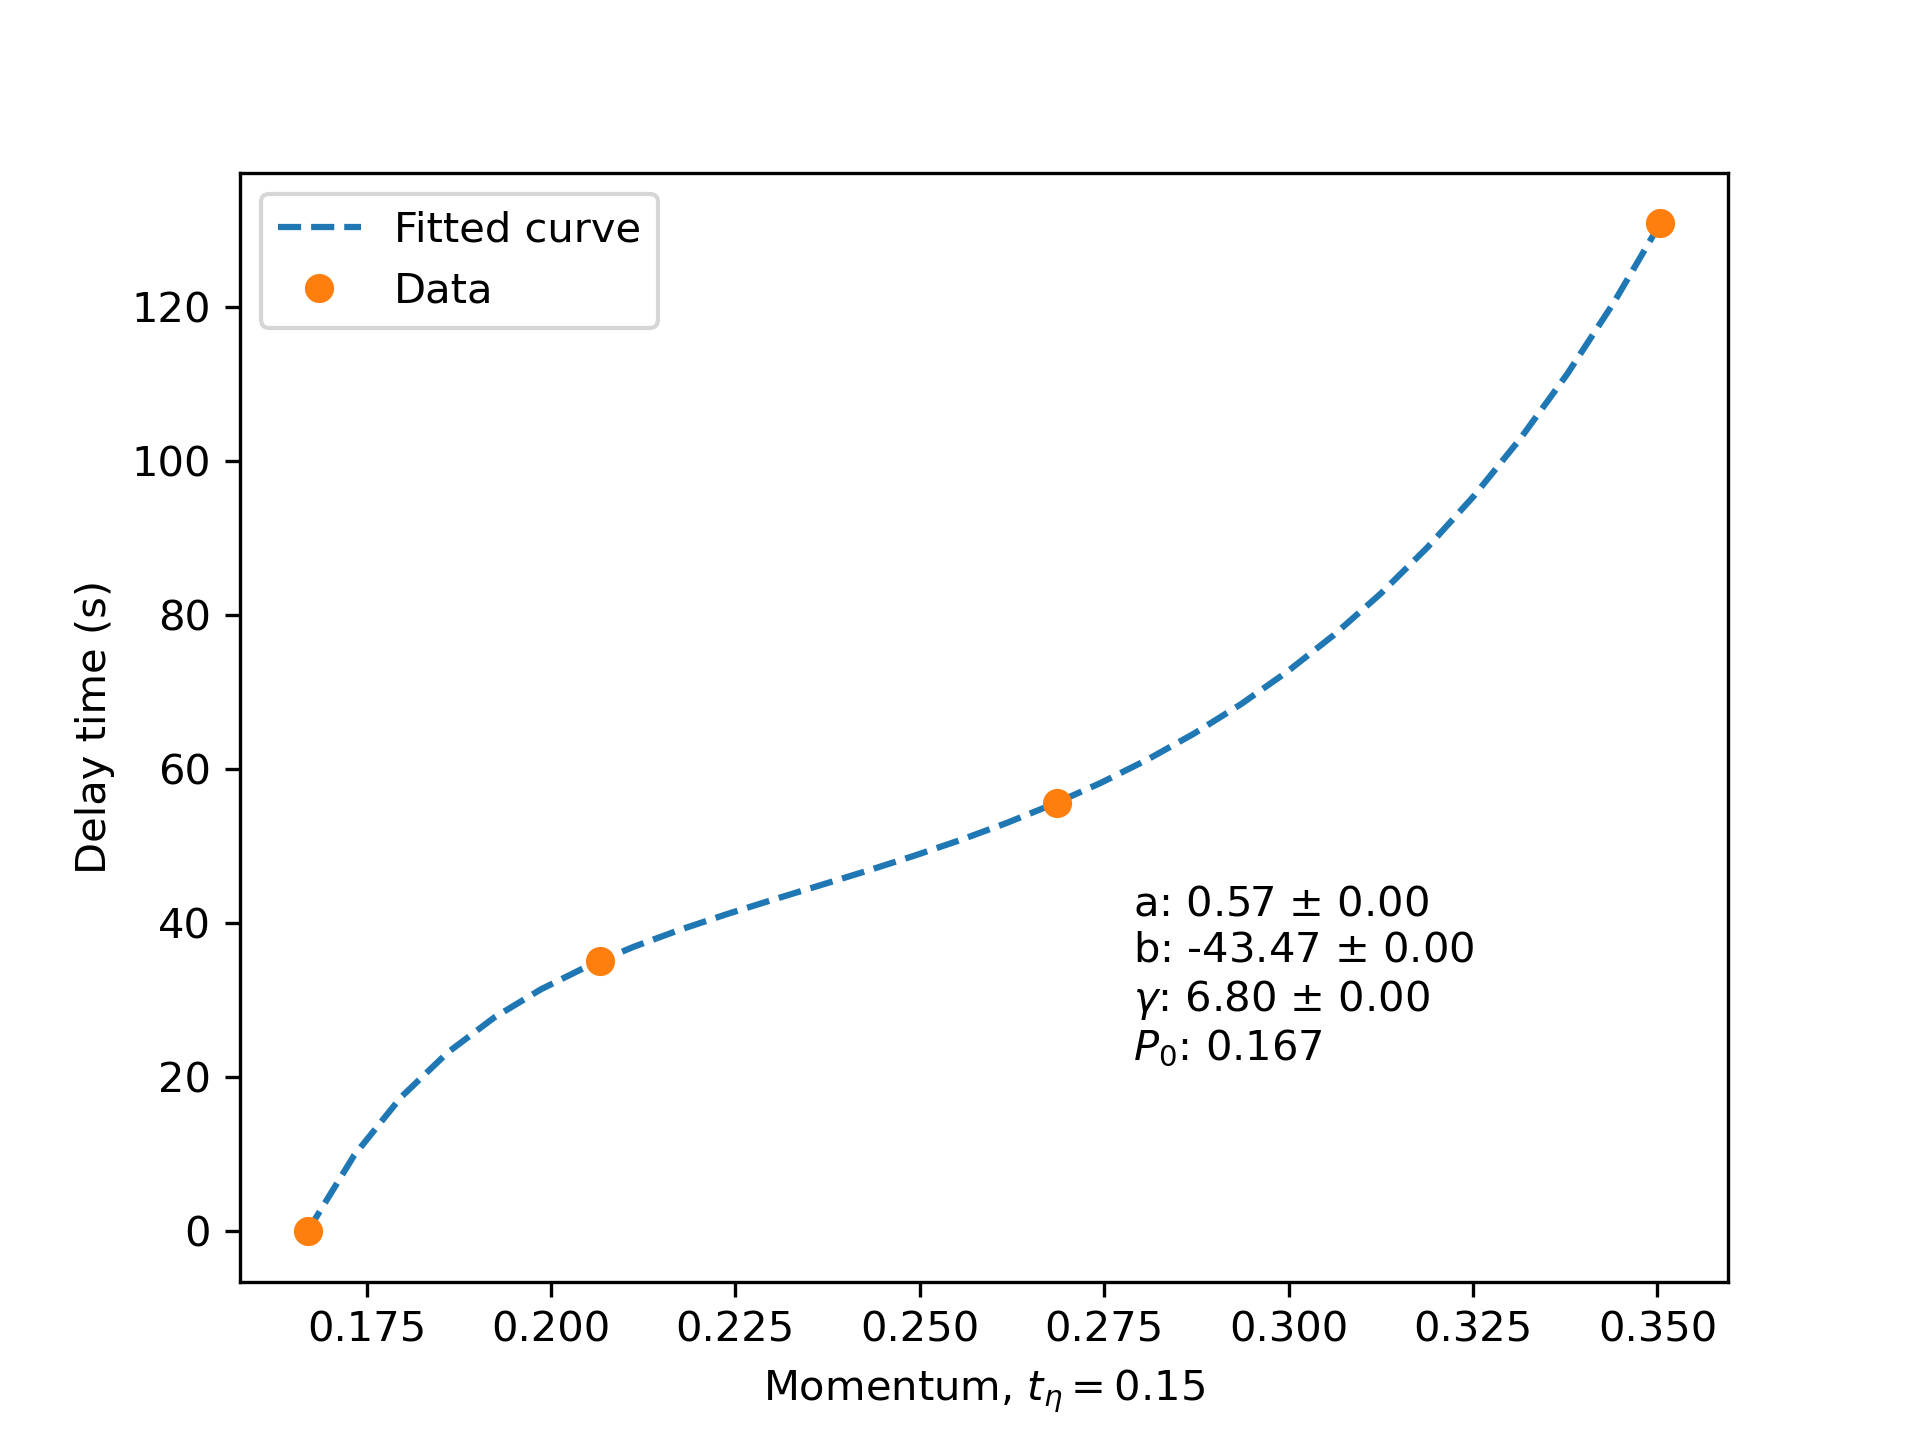 Fitted curve
Data
120
100
80
60
40
20
0
Delay time (s)
a: 0.57 ± 0.00
b: -43.47 ± 0.00
γ: 6.80 ± 0.00
P₀: 0.167
0.175 0.200 0.225 0.250 0.275 0.300 0.325 0.350
Momentum, tη = 0.15